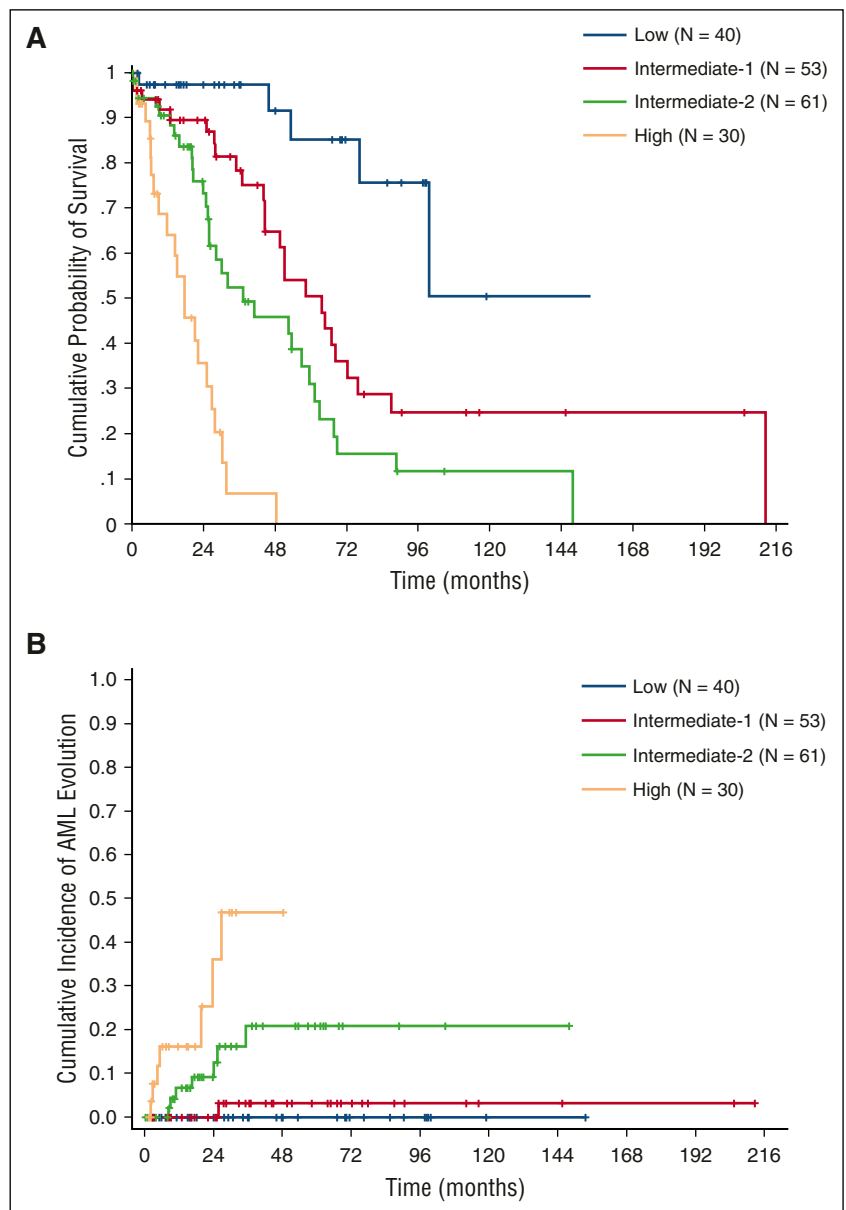 A
Low (N = 40)
Intermediate-1 (N = 53)
Intermediate-2 (N = 61)
High (N = 30)
Cumulative Probability of Survival
1
.9
.8
.7
.6
.5
.4
.3
.2
.1
0
0 24 48 72 96 120 144 168 192 216
Time (months)
B
Low (N = 40)
Intermediate-1 (N = 53)
Intermediate-2 (N = 61)
High (N = 30)
Cumulative Incidence of AML Evolution
1.0
0.9
0.8
0.7
0.6
0.5
0.4
0.3
0.2
0.1
0.0
0 24 48 72 96 120 144 168 192 216
Time (months)